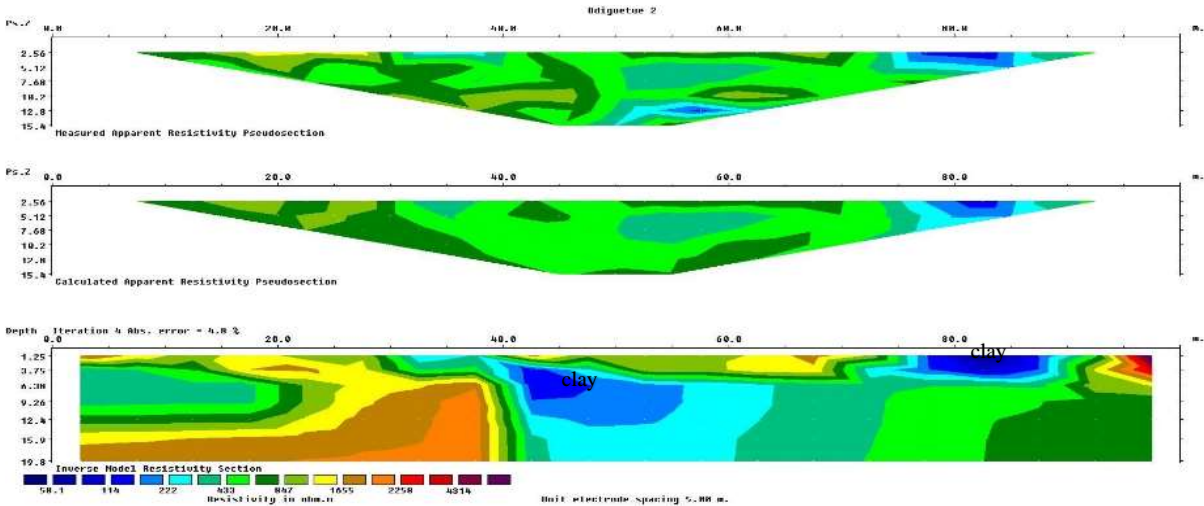 Odiguetue 2
Ps.Z 0.0 20.0 40.0 60.0 80.0 m.
2.56
5.12
7.68
10.2
12.8
15.4
Measured Apparent Resistivity Pseudosection
Ps.Z 0.0 20.0 40.0 60.0 80.0 m.
2.56
5.12
7.68
10.2
12.8
15.4
Calculated Apparent Resistivity Pseudosection
Depth Iteration 4 Abs. error = 4.8 %
0.0 20.0 40.0 60.0 80.0 m.
1.25
3.75
6.38
9.26
12.4
15.9
19.8
clay
clay
Inverse Model Resistivity Section
58.1 114 222 433 847 1655 2250 4314
Resistivity in ohm.m Unit electrode spacing 5.00 m.